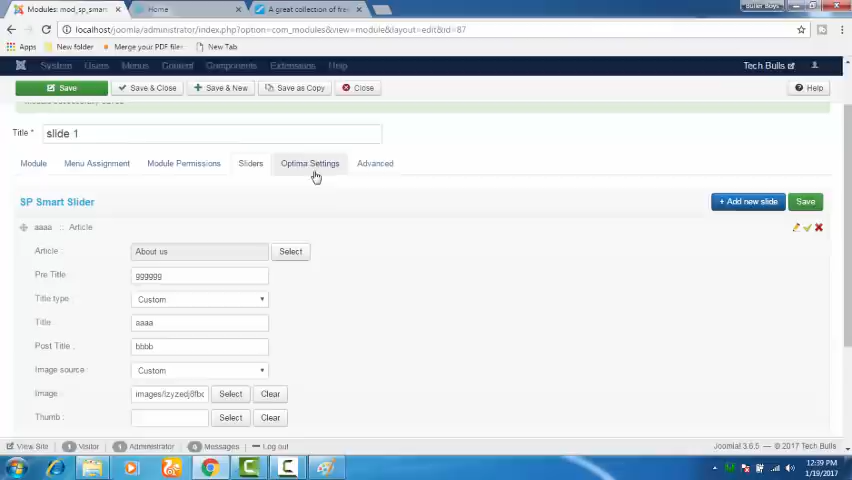 Modules: mod_sp_smar
Home
A great collection of fre
Buller Boys
localhost/joomla/administrator/index.php?option=com_modules&view=module&layout=edit&id=87
Apps
Merge your PDF file
New Tab
System Users Menus Content Components Extensions Help
Tech Bulls
Save
Save & Close
Save & New
Save as Copy
Close
Help
Title * slide 1
Module Menu Assignment Module Permissions Sliders Optima Settings Advanced
SP Smart Slider
+ Add new slide
Save
aaaa :: Article
Article : About us Select
Pre Title : gggggg
Title type : Custom
Title : aaaa
Post Title : bbbb
Image source : Custom
Image : Select Clear
Thumb : Select Clear
View Site 1 Visitor 1 Administrator 0 Messages Log out
Joomla! 3.6.5 — © 2017 Tech Bulls
12:39 PM
1/19/2017